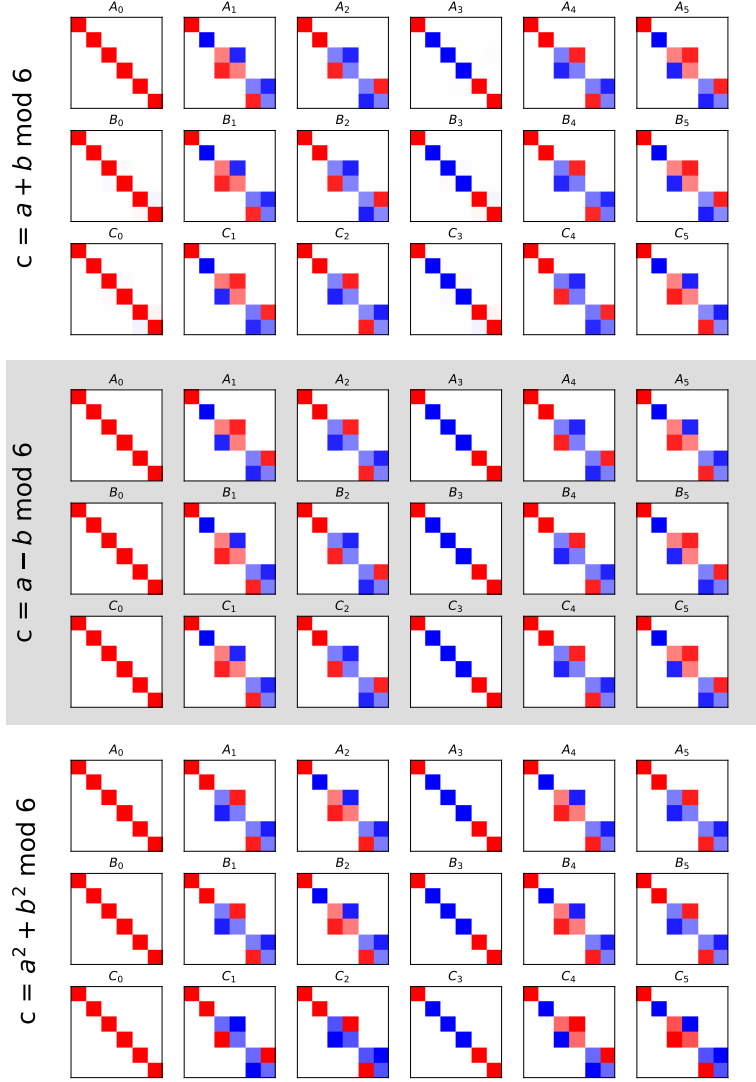 c = a + b mod 6
A0 A1 A2 A3 A4 A5
B0 B1 B2 B3 B4 B5
C0 C1 C2 C3 C4 C5
c = a − b mod 6
A0 A1 A2 A3 A4 A5
B0 B1 B2 B3 B4 B5
C0 C1 C2 C3 C4 C5
c = a² + b² mod 6
A0 A1 A2 A3 A4 A5
B0 B1 B2 B3 B4 B5
C0 C1 C2 C3 C4 C5